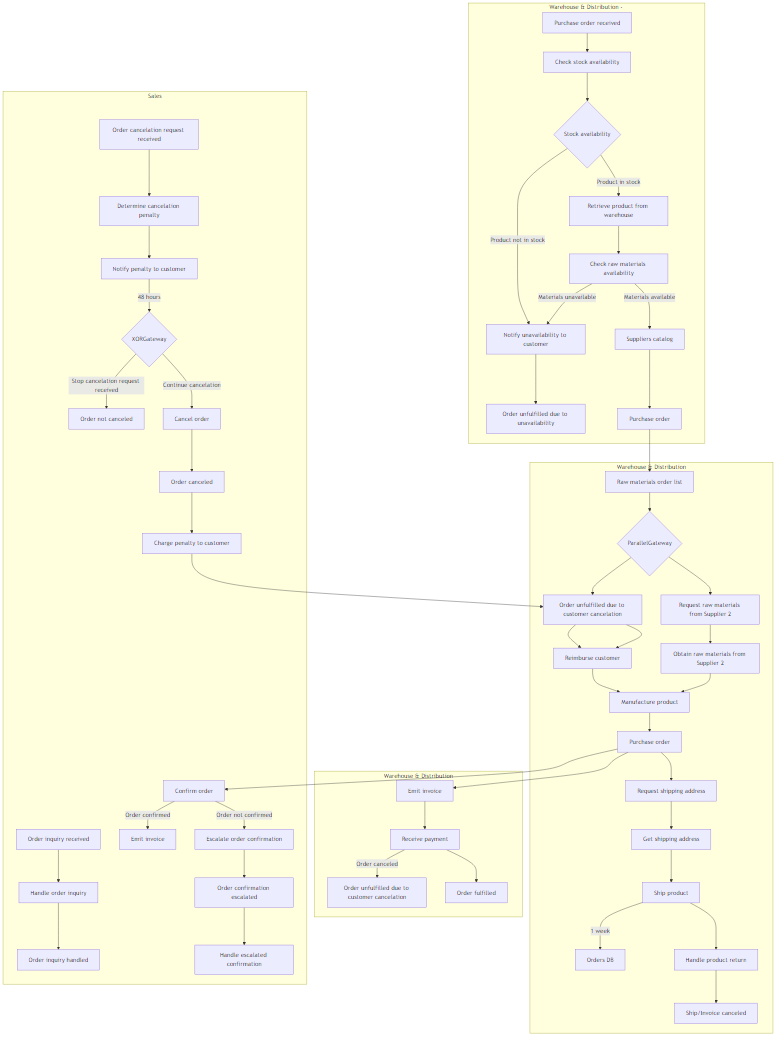 Warehouse & Distribution -
Purchase order received
Check stock availability
Stock availability
Product in stock
Retrieve product from
warehouse
Product not in stock
Check raw materials
availability
Materials unavailable
Materials available
Notify unavailability to
customer
Suppliers catalog
Order unfulfilled due to
unavailability
Purchase order
Sales
Order cancelation request
received
Determine cancelation
penalty
Notify penalty to customer
48 hours
XORGateway
Stop cancelation request
received
Continue cancelation
Order not canceled
Cancel order
Order canceled
Charge penalty to customer
Confirm order
Order confirmed
Order not confirmed
Order inquiry received
Emit invoice
Escalate order confirmation
Handle order inquiry
Order confirmation
escalated
Order inquiry handled
Handle escalated
confirmation
Warehouse & Distribution
Emit invoice
Receive payment
Order canceled
Order unfulfilled due to
customer cancelation
Order fulfilled
Warehouse & Distribution
Raw materials order list
ParallelGateway
Order unfulfilled due to
customer cancelation
Request raw materials
from Supplier 2
Reimburse customer
Obtain raw materials from
Supplier 2
Manufacture product
Purchase order
Request shipping address
Get shipping address
Ship product
1 week
Orders DB
Handle product return
Ship/Invoice canceled